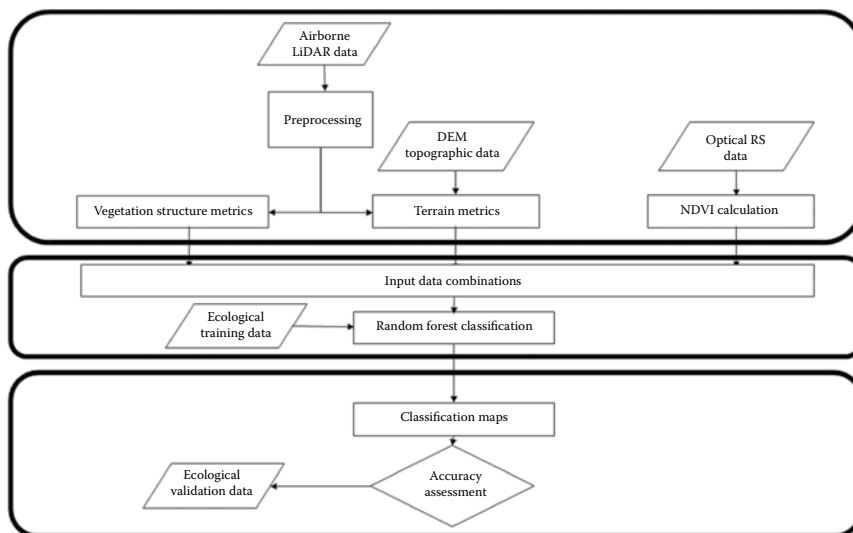 Airborne
LiDAR data
Preprocessing
DEM
topographic data
Optical RS
data
Vegetation structure metrics
Terrain metrics
NDVI calculation
Input data combinations
Ecological
training data
Random forest classification
Classification maps
Ecological
validation data
Accuracy
assessment